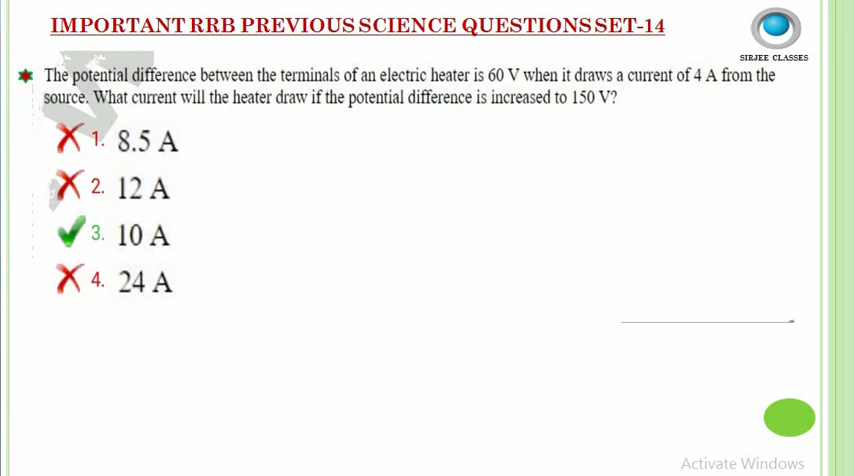 IMPORTANT RRB PREVIOUS SCIENCE QUESTIONS SET-14
SIRJEE CLASSES
The potential difference between the terminals of an electric heater is 60 V when it draws a current of 4 A from the
source. What current will the heater draw if the potential difference is increased to 150 V?
1. 8.5 A
2. 12 A
3. 10 A
4. 24 A
Activate Windows